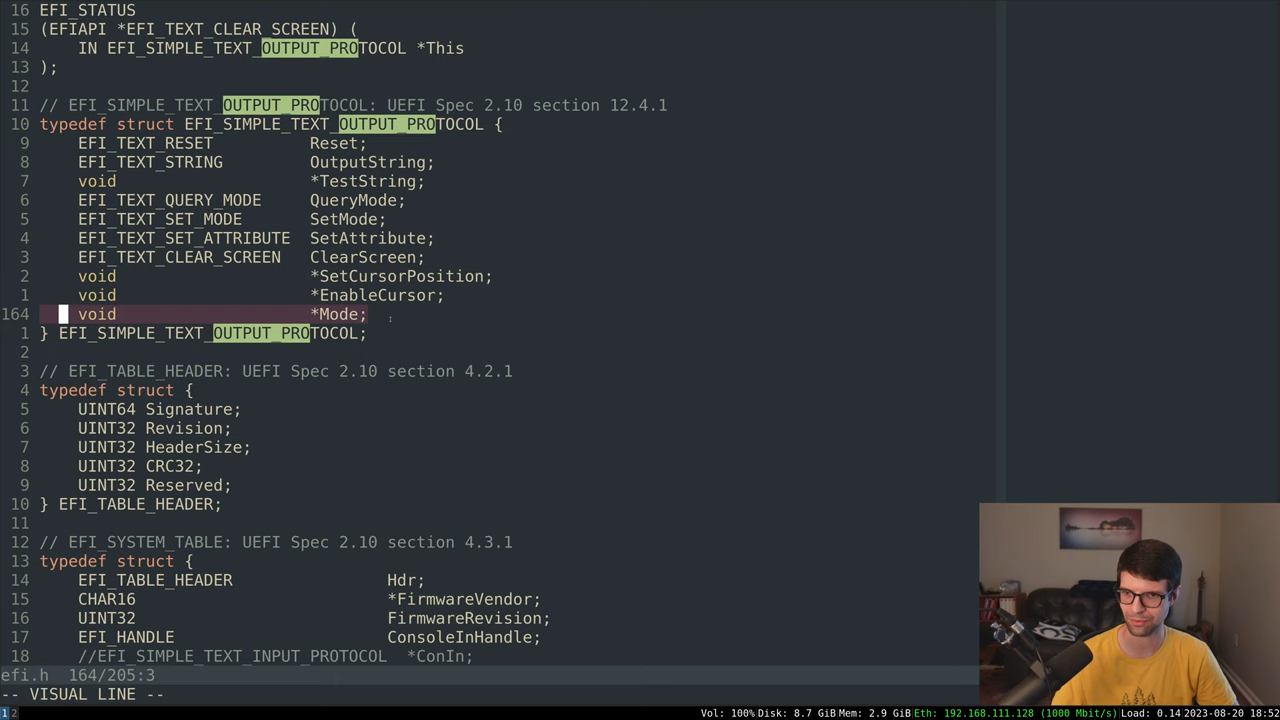 16 EFI_STATUS
15 (EFIAPI *EFI_TEXT_CLEAR_SCREEN) (
14     IN EFI_SIMPLE_TEXT_OUTPUT_PROTOCOL *This
13 );
12
11 // EFI_SIMPLE_TEXT_OUTPUT_PROTOCOL: UEFI Spec 2.10 section 12.4.1
10 typedef struct EFI_SIMPLE_TEXT_OUTPUT_PROTOCOL {
9     EFI_TEXT_RESET          Reset;
8     EFI_TEXT_STRING         OutputString;
7     void                    *TestString;
6     EFI_TEXT_QUERY_MODE     QueryMode;
5     EFI_TEXT_SET_MODE       SetMode;
4     EFI_TEXT_SET_ATTRIBUTE  SetAttribute;
3     EFI_TEXT_CLEAR_SCREEN   ClearScreen;
2     void                    *SetCursorPosition;
1     void                    *EnableCursor;
164     void                    *Mode;
1 } EFI_SIMPLE_TEXT_OUTPUT_PROTOCOL;
2
3 // EFI_TABLE_HEADER: UEFI Spec 2.10 section 4.2.1
4 typedef struct {
5     UINT64 Signature;
6     UINT32 Revision;
7     UINT32 HeaderSize;
8     UINT32 CRC32;
9     UINT32 Reserved;
10 } EFI_TABLE_HEADER;
11
12 // EFI_SYSTEM_TABLE: UEFI Spec 2.10 section 4.3.1
13 typedef struct {
14     EFI_TABLE_HEADER                Hdr;
15     CHAR16                          *FirmwareVendor;
16     UINT32                          FirmwareRevision;
17     EFI_HANDLE                      ConsoleInHandle;
18     //EFI_SIMPLE_TEXT_INPUT_PROTOCOL  *ConIn;
efi.h  164/205:3
-- VISUAL LINE --
1 2 Vol: 100% Disk: 8.7 GiB Mem: 2.9 GiB Eth: 192.168.111.128 (1000 Mbit/s) Load: 0.14 2023-08-20 18:52